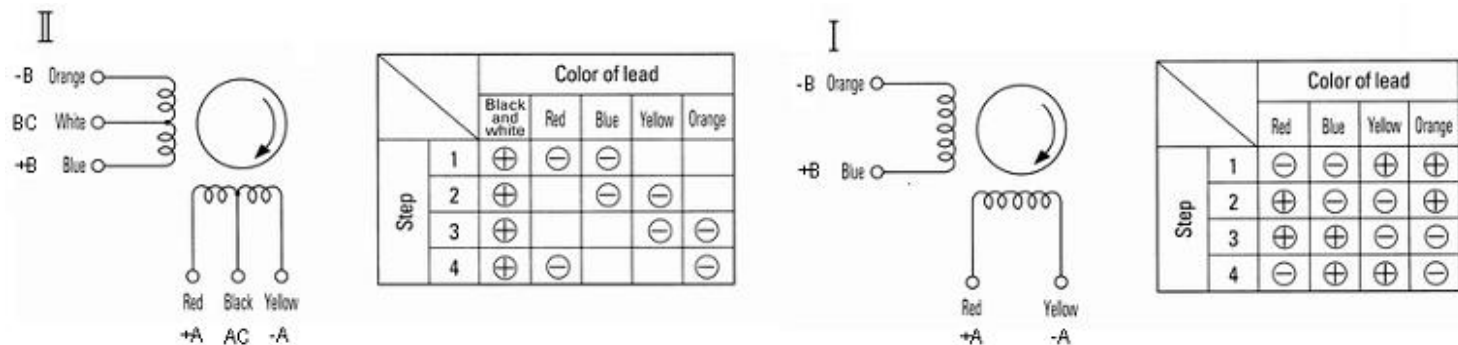 II
-B Orange
BC White
+B Blue
Red Black Yellow
+A AC -A
Color of lead
Black and white Red Blue Yellow Orange
Step
1 ⊕ ⊖ ⊖
2 ⊕ ⊖ ⊖
3 ⊕ ⊖ ⊖
4 ⊕ ⊖ ⊖
I
-B Orange
+B Blue
Red Yellow
+A -A
Color of lead
Red Blue Yellow Orange
Step
1 ⊖ ⊖ ⊕ ⊕
2 ⊕ ⊖ ⊖ ⊕
3 ⊕ ⊕ ⊖ ⊖
4 ⊖ ⊕ ⊕ ⊖